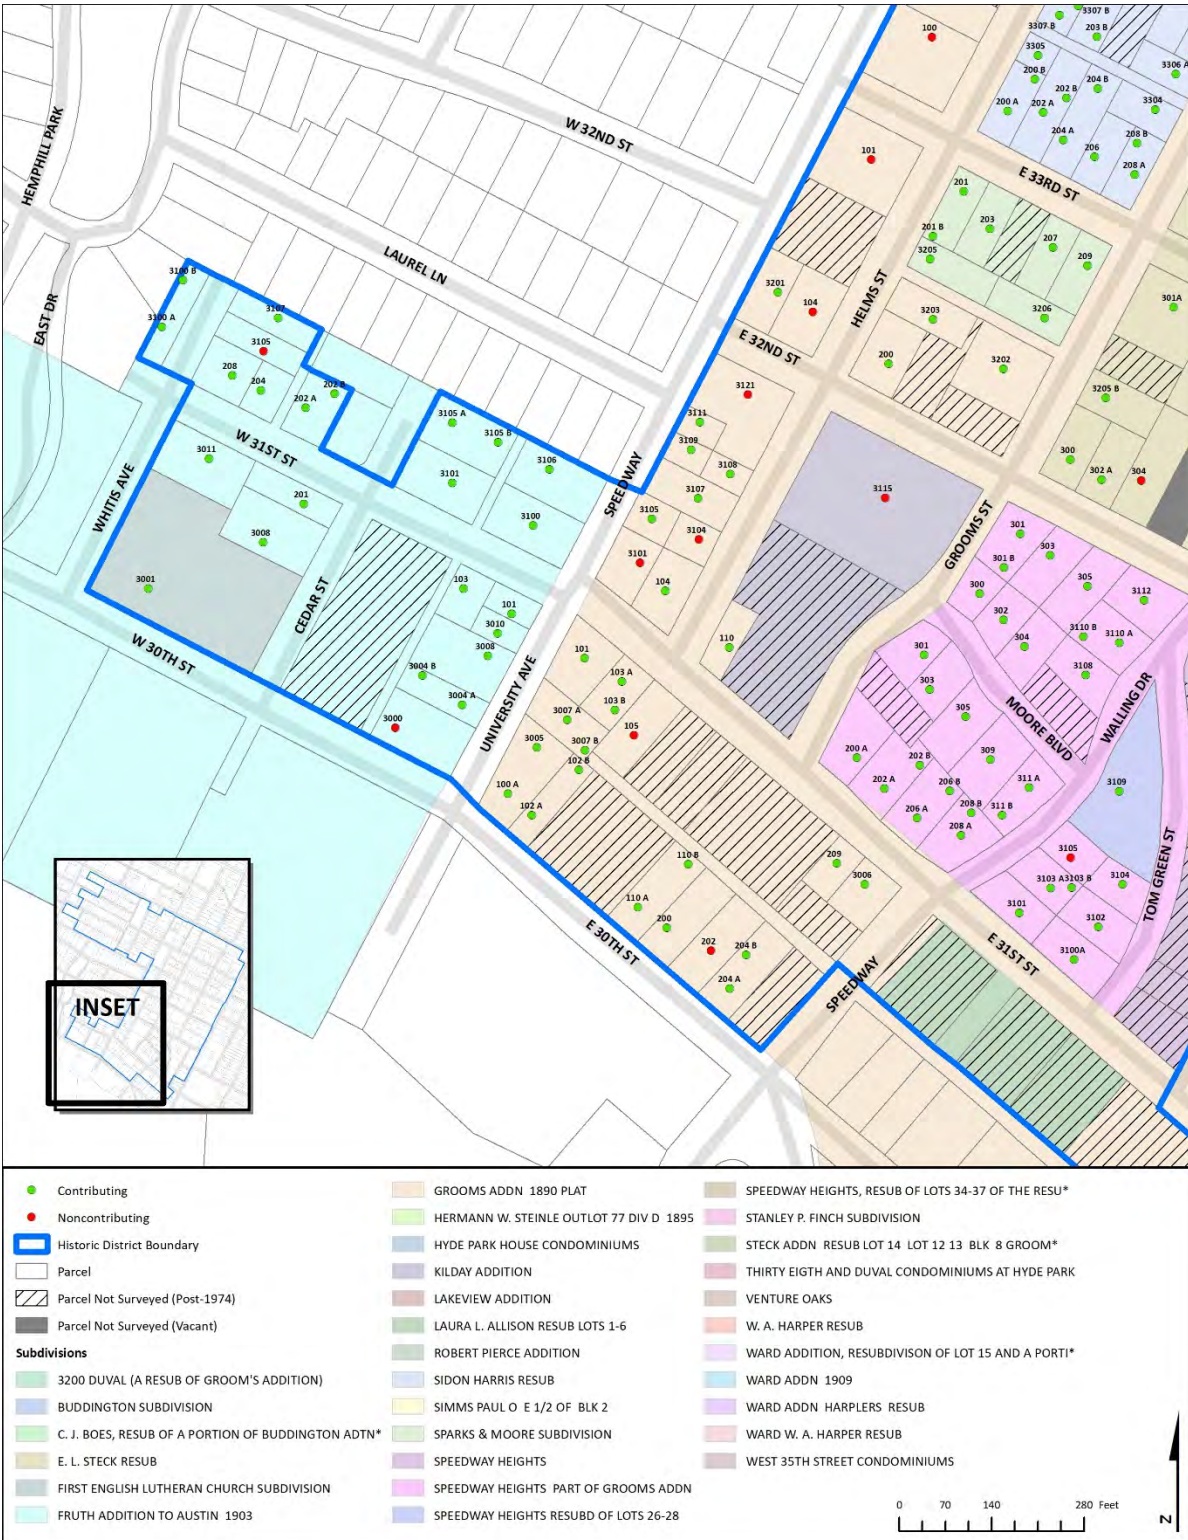 100
3307 B
3307 B
203 B
3305
200 B
3306 A
204 B
202 B
200 A
202 A
3304
204 A
206
208 B
208 A
HEMPHILL PARK
W 32ND ST
101
E 33RD ST
201
203
201 B
3205
207
209
LAUREL LN
EAST DR
3100 B
3201
104
HELMS ST
3203
3206
301A
3100 A
3107
3105
E 32ND ST
200
3202
208
204
202 A
202 B
3121
3205 B
3105 A
3105 B
3111
3109
3108
W 31ST ST
3011
3101
3106
3107
300
302 A
304
WHITIS AVE
201
3008
3100
SPEEDWAY
3105
3104
3115
GROOMS ST
301
303
301 B
3101
104
3001
CEDAR ST
103
101
3010
3008
300
302
304
305
3112
3110 B
3110 A
3108
W 30TH ST
3004 B
3004 A
3000
UNIVERSITY AVE
101
103 A
103 B
3007 A
105
3005
3007 B
102 B
110
301
303
305
MOORE BLVD
WALLING DR
200 A
202 B
309
202 A
206 B
311 A
3109
100 A
102 A
206 A
208 B
311 B
208 A
209
3006
3105
3103 A
3103 B
3104
3101
3102
3100A
TOM GREEN ST
110 B
110 A
200
202
204 B
204 A
E 30TH ST
SPEEDWAY
E 31ST ST
INSET
Contributing
Noncontributing
Historic District Boundary
Parcel
Parcel Not Surveyed (Post-1974)
Parcel Not Surveyed (Vacant)
Subdivisions
3200 DUVAL (A RESUB OF GROOM'S ADDITION)
BUDDINGTON SUBDIVISION
C. J. BOES, RESUB OF A PORTION OF BUDDINGTON ADTN*
E. L. STECK RESUB
FIRST ENGLISH LUTHERAN CHURCH SUBDIVISION
FRUTH ADDITION TO AUSTIN 1903
GROOMS ADDN 1890 PLAT
HERMANN W. STEINLE OUTLOT 77 DIV D 1895
HYDE PARK HOUSE CONDOMINIUMS
KILDAY ADDITION
LAKEVIEW ADDITION
LAURA L. ALLISON RESUB LOTS 1-6
ROBERT PIERCE ADDITION
SIDON HARRIS RESUB
SIMMS PAUL O E 1/2 OF BLK 2
SPARKS & MOORE SUBDIVISION
SPEEDWAY HEIGHTS
SPEEDWAY HEIGHTS PART OF GROOMS ADDN
SPEEDWAY HEIGHTS RESUBD OF LOTS 26-28
SPEEDWAY HEIGHTS, RESUB OF LOTS 34-37 OF THE RESU*
STANLEY P. FINCH SUBDIVISION
STECK ADDN RESUB LOT 14 LOT 12 13 BLK 8 GROOM*
THIRTY EIGTH AND DUVAL CONDOMINIUMS AT HYDE PARK
VENTURE OAKS
W. A. HARPER RESUB
WARD ADDITION, RESUBDIVISON OF LOT 15 AND A PORTI*
WARD ADDN 1909
WARD ADDN HARPLERS RESUB
WARD W. A. HARPER RESUB
WEST 35TH STREET CONDOMINIUMS
0 70 140 280 Feet
N